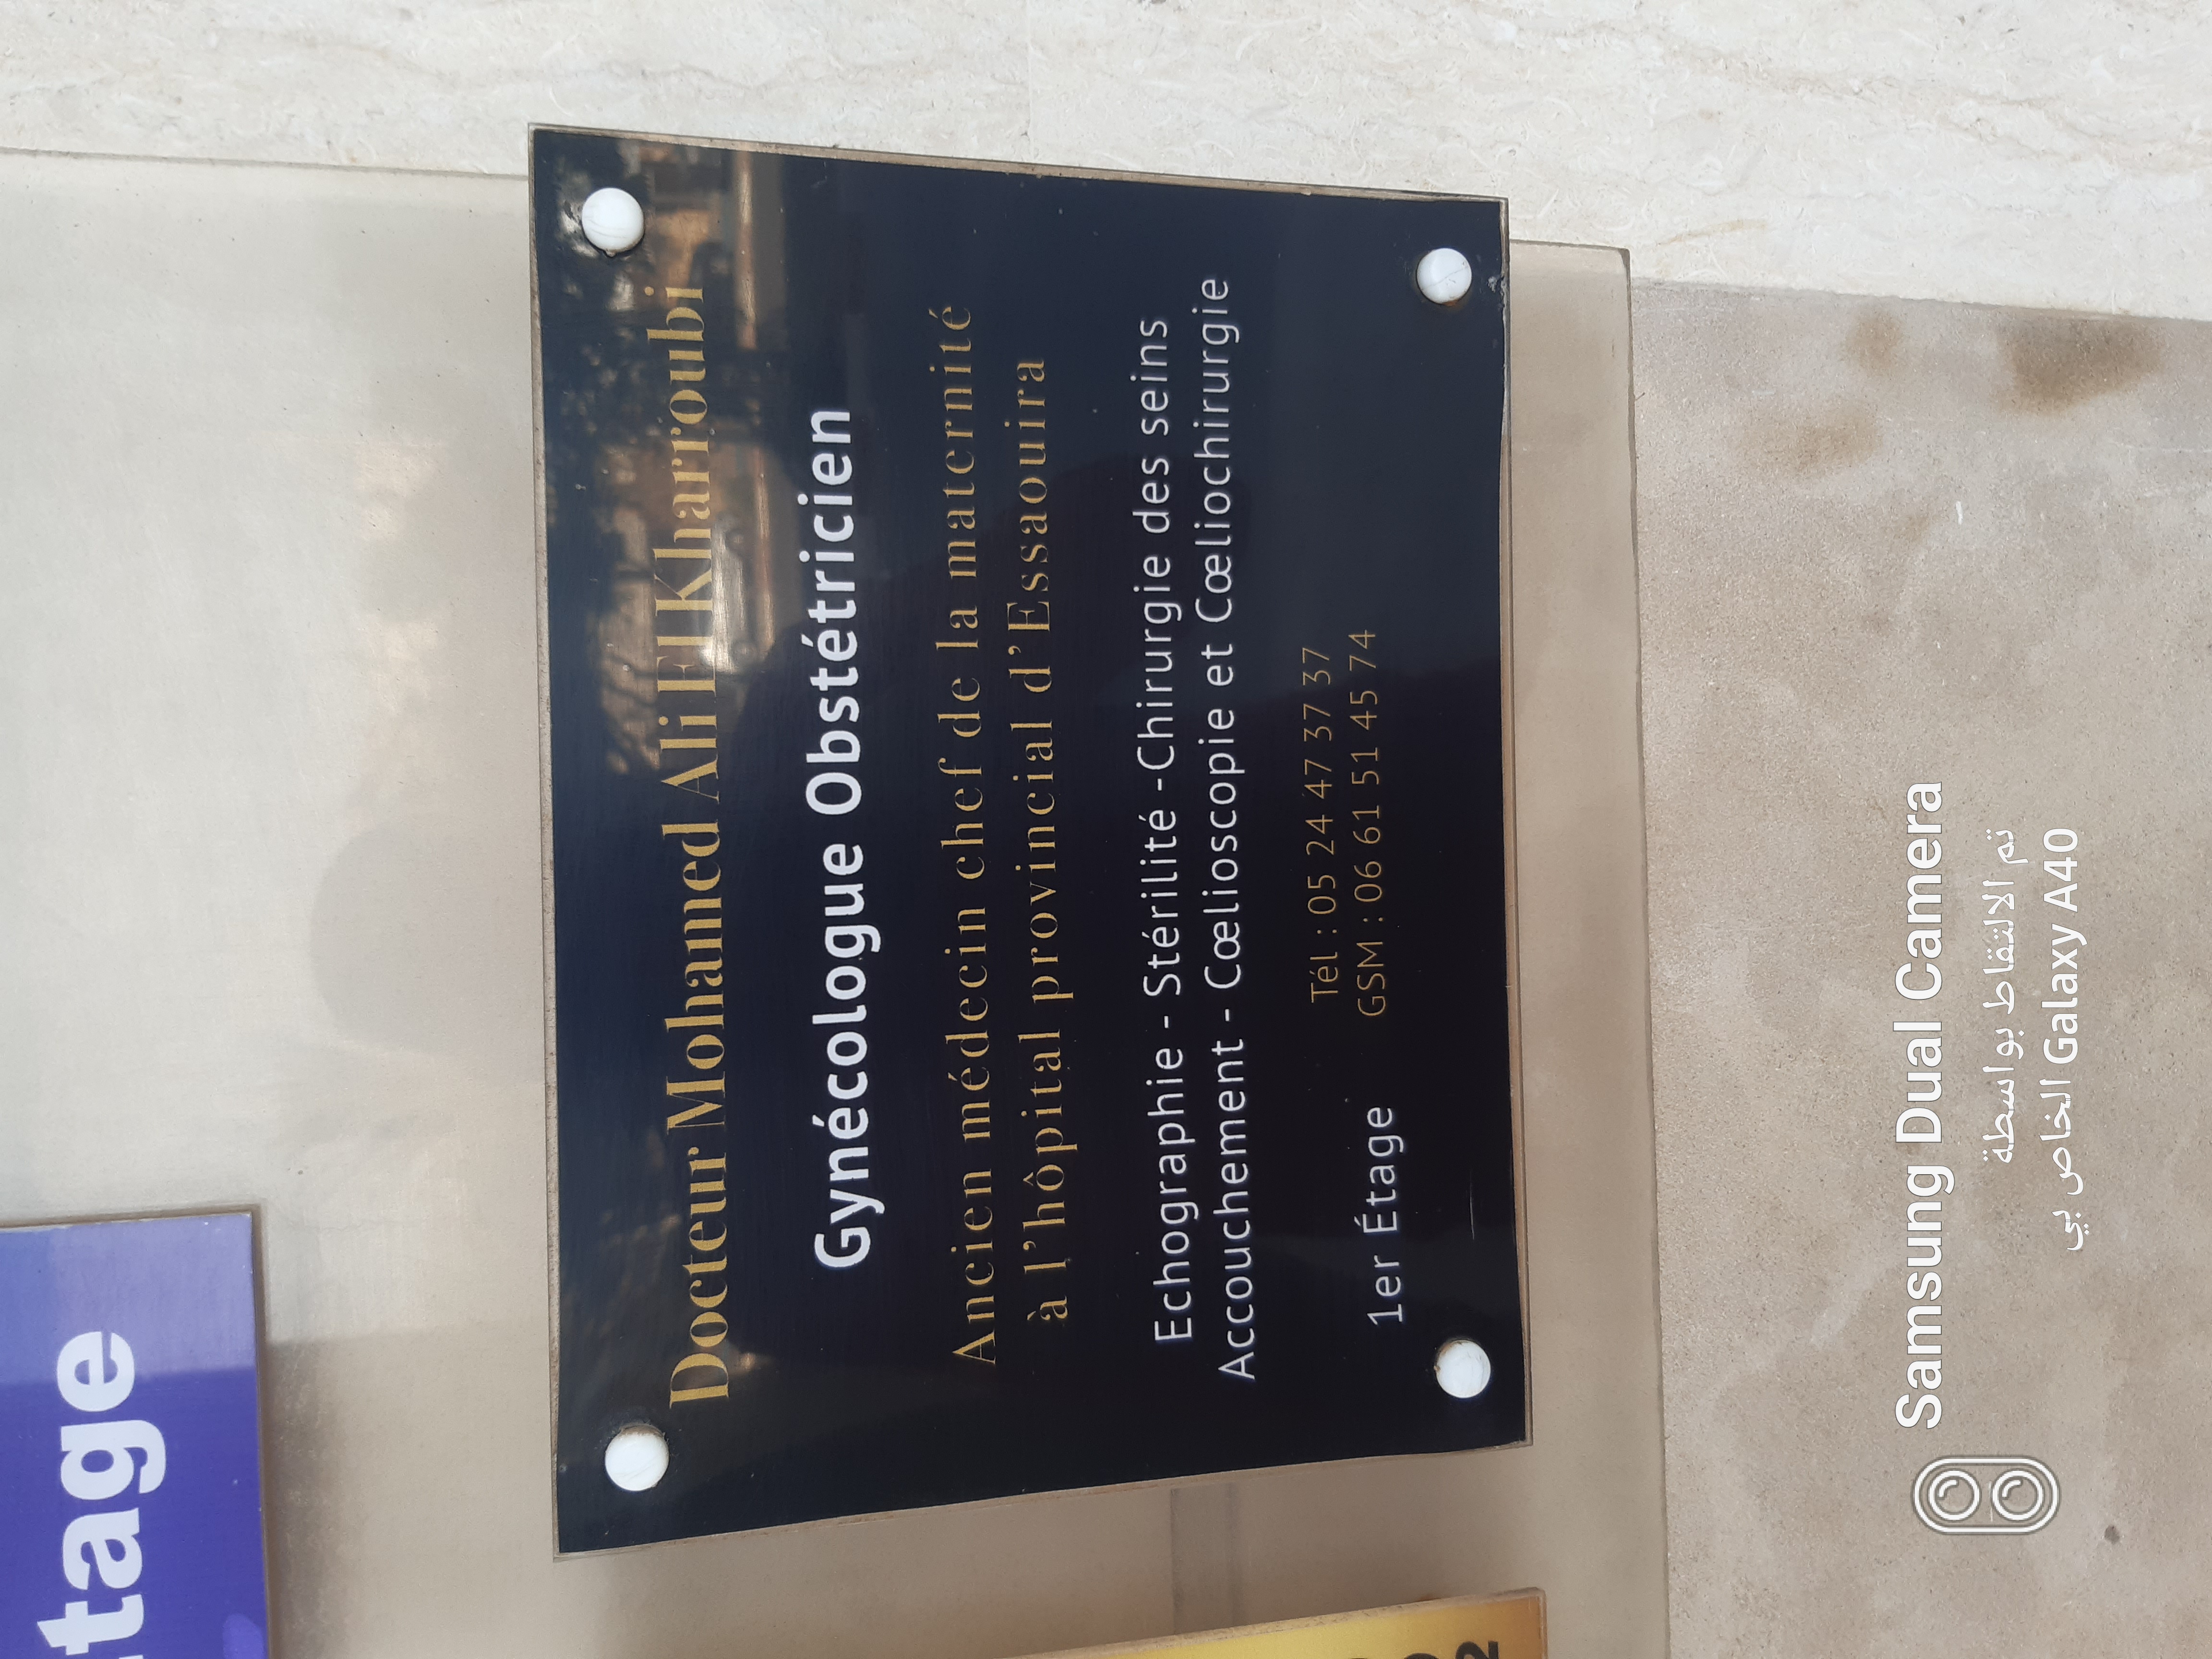 Docteur Mohamed Ali El Kharroubi
Gynécologue Obstétricien
Ancien médecin chef de la maternité
à l'hôpital provincial d'Essaouira
Echographie - Stérilité -Chirurgie des seins
Accouchement - Cœlioscopie et Cœliochirurgie
Tél : 05 24 47 37 37
GSM : 06 61 51 45 74
1er Étage
tage
2
Samsung Dual Camera
تم الالتقاط بواسطة
الخاص بي Galaxy A40